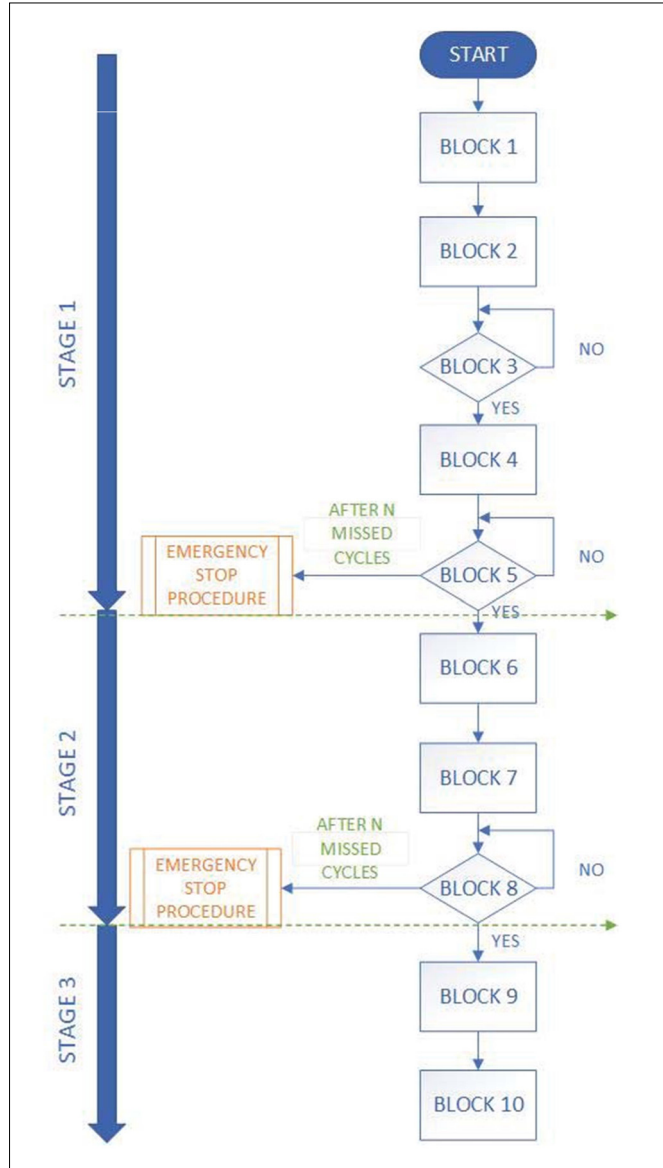 START
BLOCK 1
BLOCK 2
STAGE 1
BLOCK 3
NO
YES
BLOCK 4
AFTER N
MISSED
CYCLES
EMERGENCY
STOP
PROCEDURE
BLOCK 5
NO
YES
BLOCK 6
STAGE 2
BLOCK 7
AFTER N
MISSED
CYCLES
EMERGENCY
STOP
PROCEDURE
BLOCK 8
NO
YES
STAGE 3
BLOCK 9
BLOCK 10